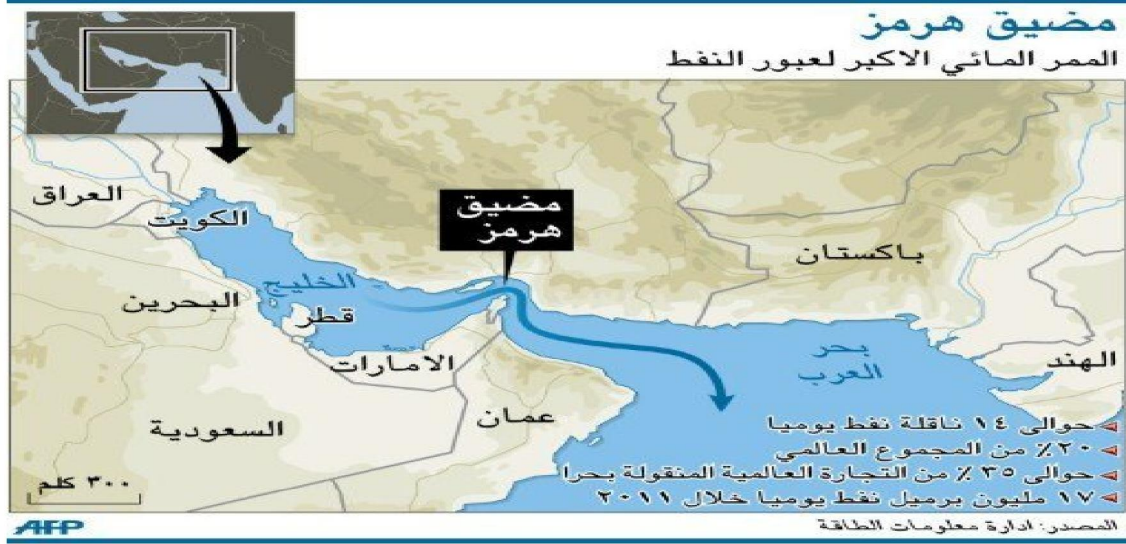 مضيق هرمز
الممر المائي الاكبر لعبور النفط
العراق
الكويت
مضيق
هرمز
باكستان
الخليج
البحرين
قطر
الامارات
بحر
العرب
الهند
عمان
السعودية
حوالى ١٤ ناقلة نفط يوميا
٢٠٪ من المجموع العالمي
حوالى ٣٥ ٪ من التجارة العالمية المنقولة بحرا
١٧ مليون برميل نفط يوميا خلال ٢٠١١
٣٠٠ كلم
المصدر: ادارة معلومات الطاقة
AFP